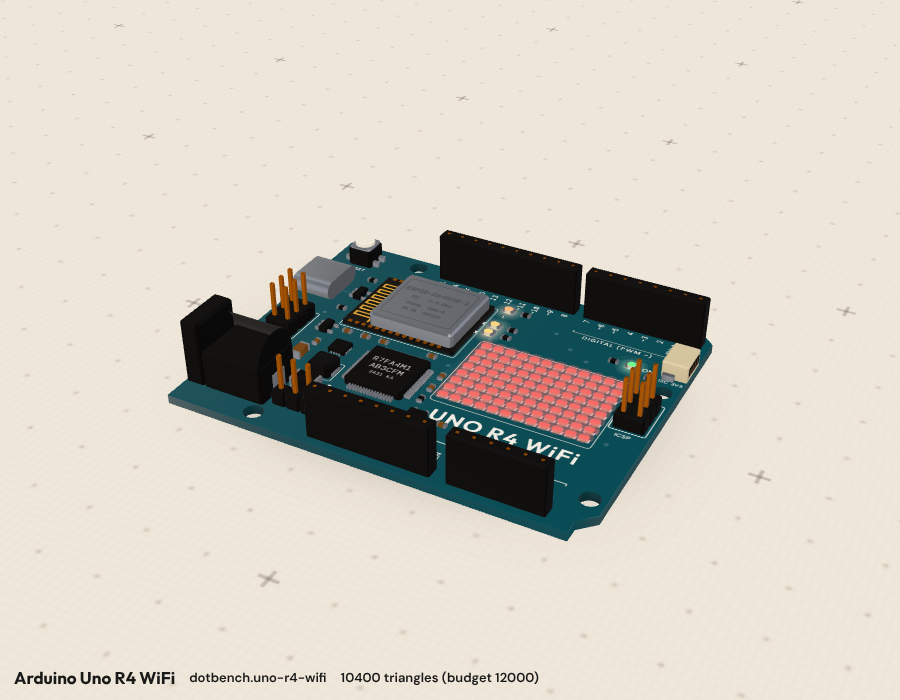 DIGITAL (PWM ~)
ON
R7FA4M1
AB3CFM
UNO R4 WiFi
ICSP
Arduino Uno R4 WiFi dotbench.uno-r4-wifi 10400 triangles (budget 12000)